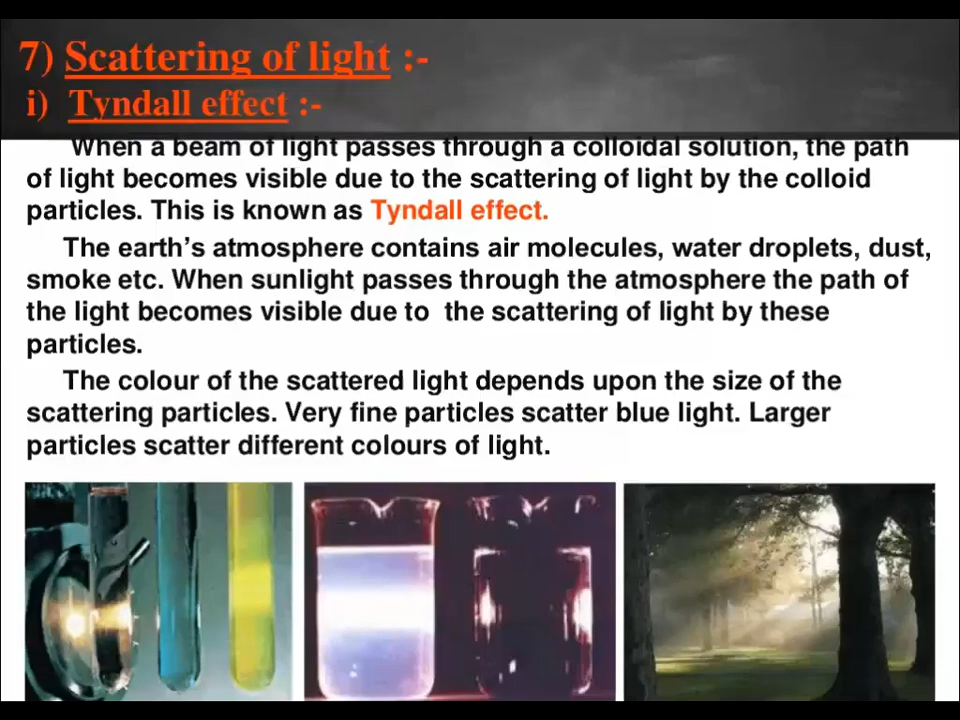 7) Scattering of light :-
i) Tyndall effect :-
When a beam of light passes through a colloidal solution, the path
of light becomes visible due to the scattering of light by the colloid
particles. This is known as Tyndall effect.
The earth’s atmosphere contains air molecules, water droplets, dust,
smoke etc. When sunlight passes through the atmosphere the path of
the light becomes visible due to the scattering of light by these
particles.
The colour of the scattered light depends upon the size of the
scattering particles. Very fine particles scatter blue light. Larger
particles scatter different colours of light.